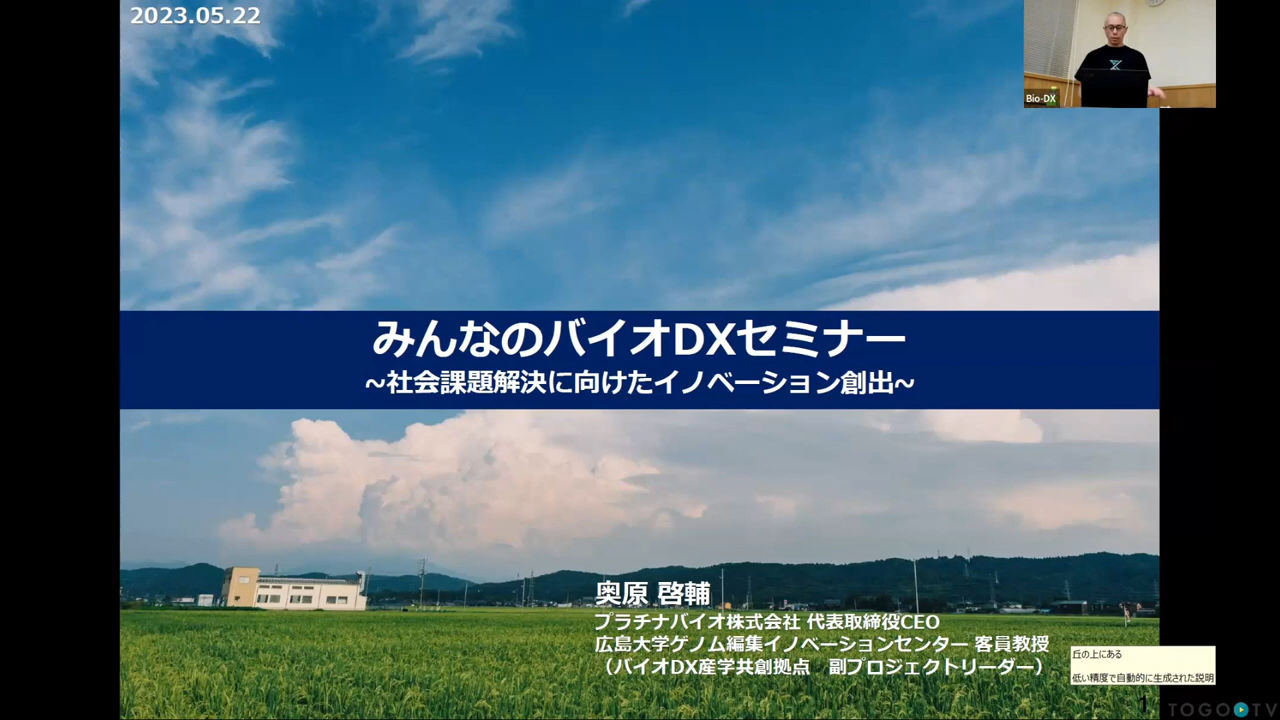 2023.05.22
Bio-DX
みんなのバイオDXセミナー
~社会課題解決に向けたイノベーション創出~
奥原 啓輔
プラチナバイオ株式会社 代表取締役CEO
広島大学ゲノム編集イノベーションセンター 客員教授
（バイオDX産学共創拠点　副プロジェクトリーダー）
丘の上にある
低い精度で自動的に生成された説明
1
TOGOTV